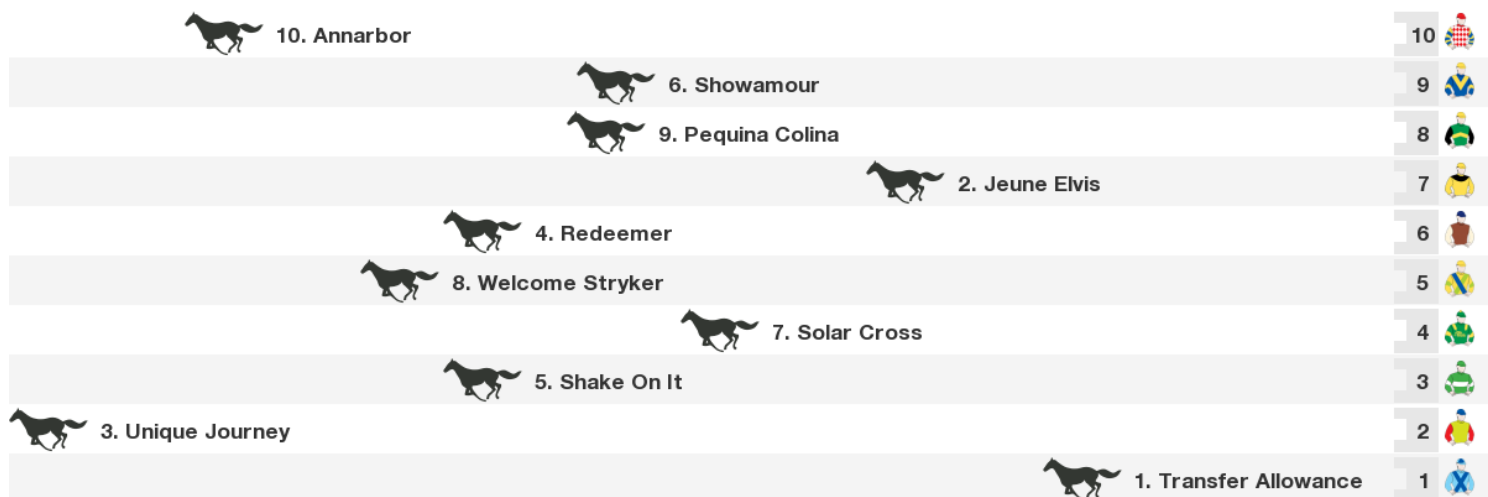 10. Annarbor 10
6. Showamour 9
9. Pequina Colina 8
2. Jeune Elvis 7
4. Redeemer 6
8. Welcome Stryker 5
7. Solar Cross 4
5. Shake On It 3
3. Unique Journey 2
1. Transfer Allowance 1